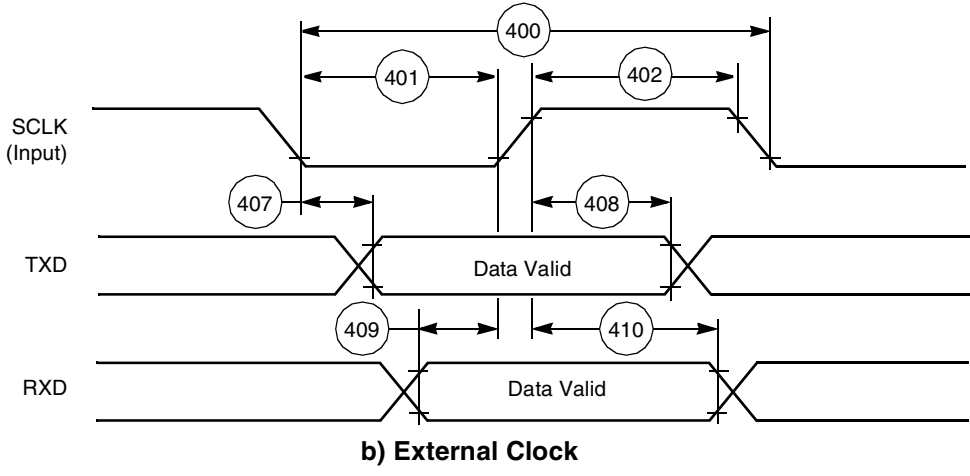 400
401
402
SCLK
(Input)
407
408
TXD
Data Valid
409
410
RXD
Data Valid
b) External Clock